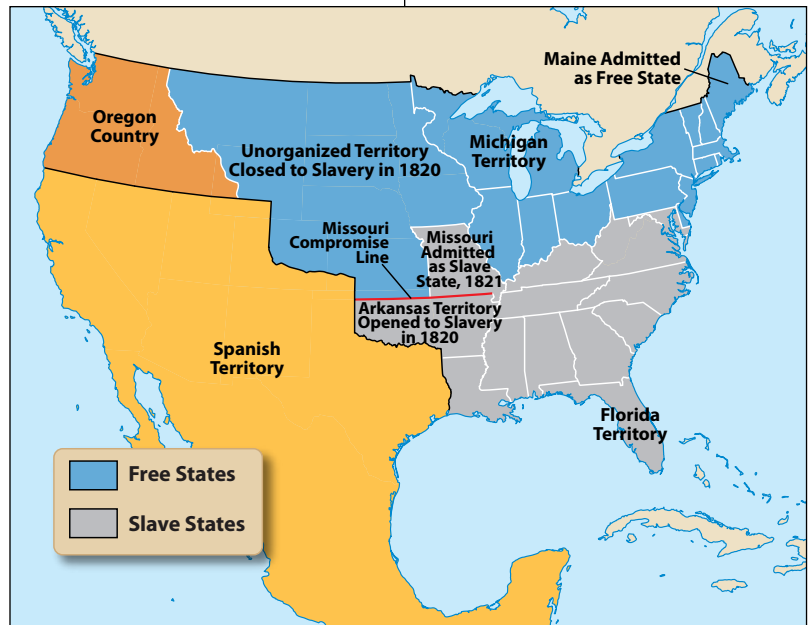 Maine Admitted
as Free State
Oregon
Country
Unorganized Territory
Closed to Slavery in 1820
Michigan
Territory
Missouri
Compromise
Line
Missouri
Admitted
as Slave
State, 1821
Arkansas Territory
Opened to Slavery
in 1820
Spanish
Territory
Florida
Territory
Free States
Slave States